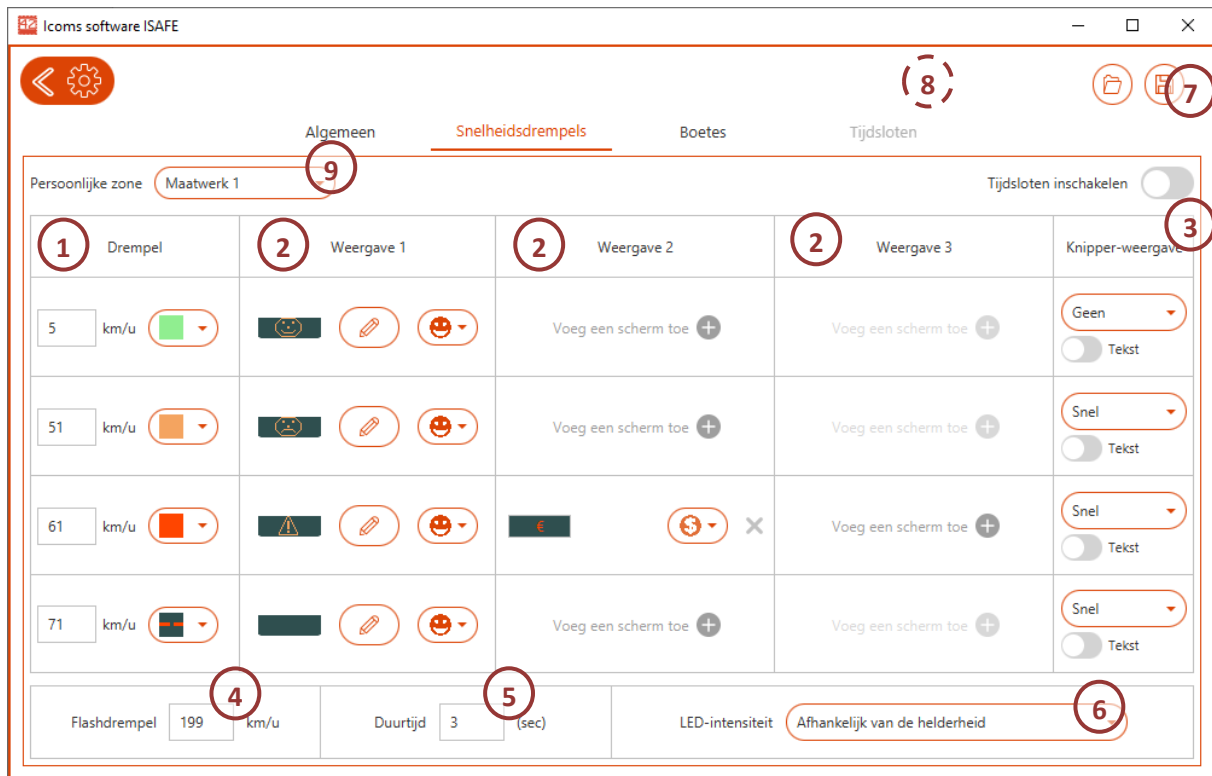 Icoms software ISAFE
8
7
Algemeen Snelheidsdrempels Boetes Tijdsloten
9
Persoonlijke zone Maatwerk 1 Tijdsloten inschakelen
1 Drempel 2 Weergave 1 2 Weergave 2 2 Weergave 3 3 Knipper-weergave
5 km/u Voeg een scherm toe Voeg een scherm toe Geen
Tekst
51 km/u Voeg een scherm toe Voeg een scherm toe Snel
Tekst
61 km/u € $ Voeg een scherm toe Snel
Tekst
71 km/u Voeg een scherm toe Voeg een scherm toe Snel
Tekst
4 5 6
Flashdrempel 199 km/u Duurtijd 3 (sec) LED-intensiteit Afhankelijk van de helderheid